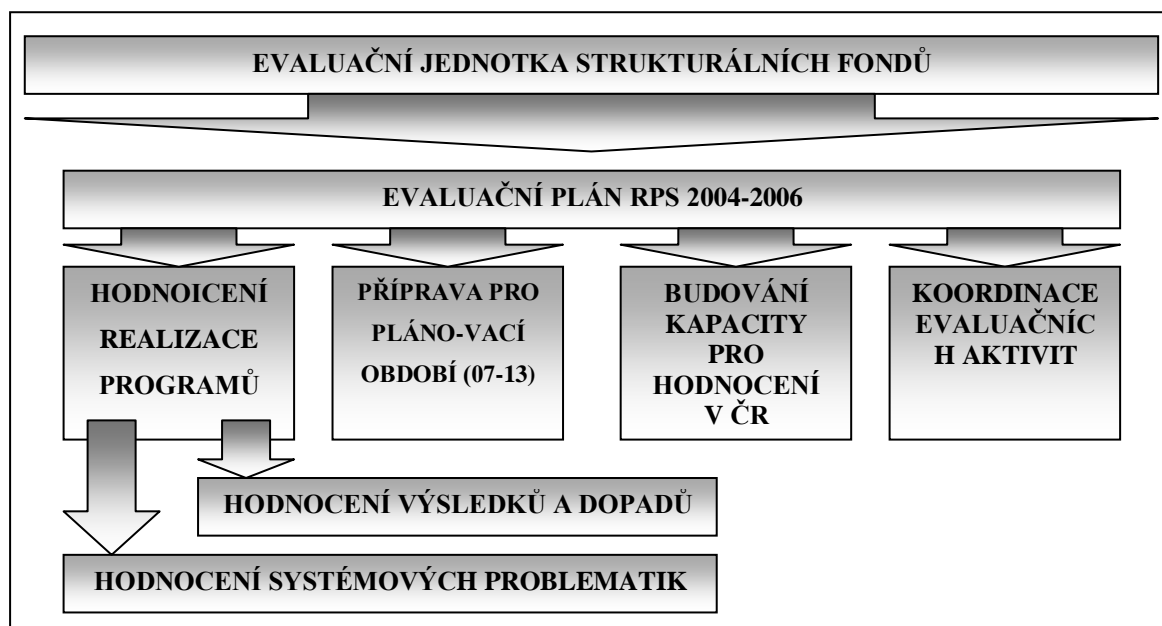 EVALUAČNÍ JEDNOTKA STRUKTURÁLNÍCH FONDŮ
EVALUAČNÍ PLÁN RPS 2004-2006
HODNOICENÍ
REALIZACE
PROGRAMŮ
PŘÍPRAVA PRO
PLÁNO-VACÍ
OBDOBÍ (07-13)
BUDOVÁNÍ
KAPACITY
PRO
HODNOCENÍ
V ČR
KOORDINACE
EVALUAČNÍC
H AKTIVIT
HODNOCENÍ VÝSLEDKŮ A DOPADŮ
HODNOCENÍ SYSTÉMOVÝCH PROBLEMATIK